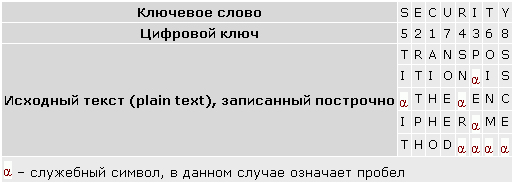 Ключевое слово S E C U R I T Y
Цифровой ключ 5 2 1 7 4 3 6 8
T R A N S P O S
I T I O N α I S
Исходный текст (plain text), записанный построчно α T H E α E N C
I P H E R α M E
T H O D α α α α
α – служебный символ, в данном случае означает пробел